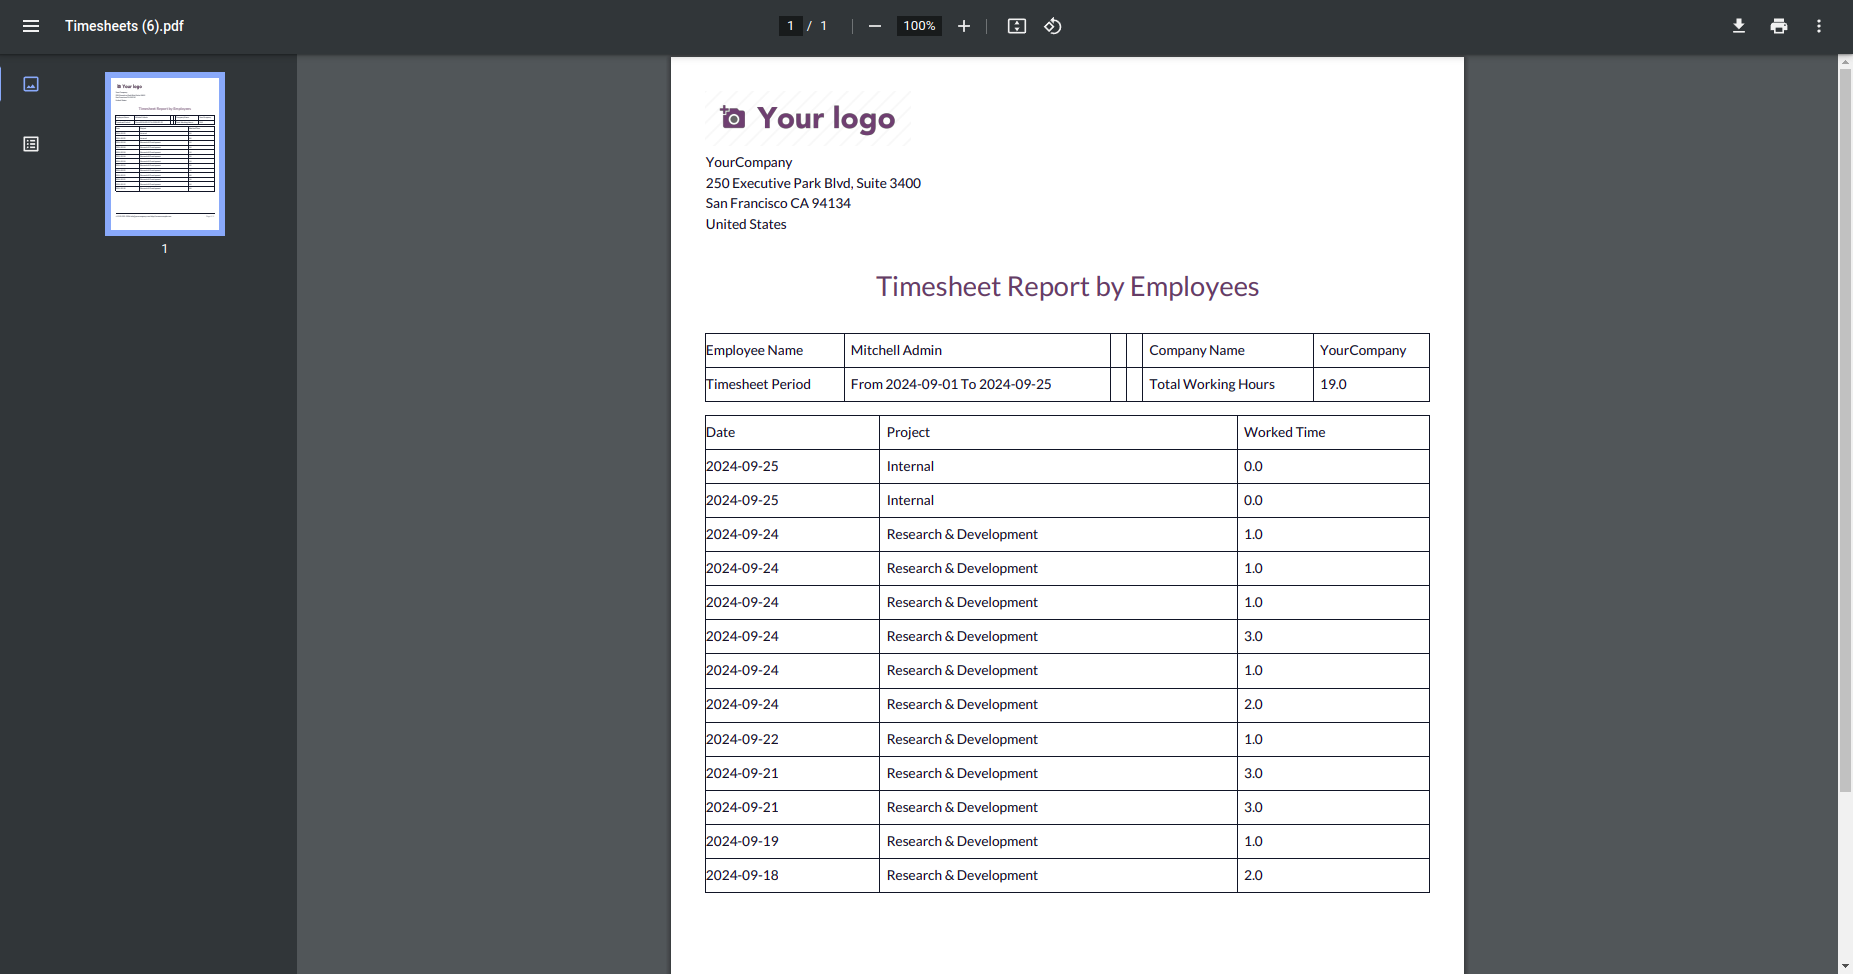 Timesheets (6).pdf
1 / 1
100%
1
Your logo
YourCompany
250 Executive Park Blvd, Suite 3400
San Francisco CA 94134
United States
Timesheet Report by Employees
Employee Name Mitchell Admin Company Name YourCompany
Timesheet Period From 2024-09-01 To 2024-09-25 Total Working Hours 19.0
Date Project Worked Time
2024-09-25 Internal 0.0
2024-09-25 Internal 0.0
2024-09-24 Research & Development 1.0
2024-09-24 Research & Development 1.0
2024-09-24 Research & Development 1.0
2024-09-24 Research & Development 3.0
2024-09-24 Research & Development 1.0
2024-09-24 Research & Development 2.0
2024-09-22 Research & Development 1.0
2024-09-21 Research & Development 3.0
2024-09-21 Research & Development 3.0
2024-09-19 Research & Development 1.0
2024-09-18 Research & Development 2.0